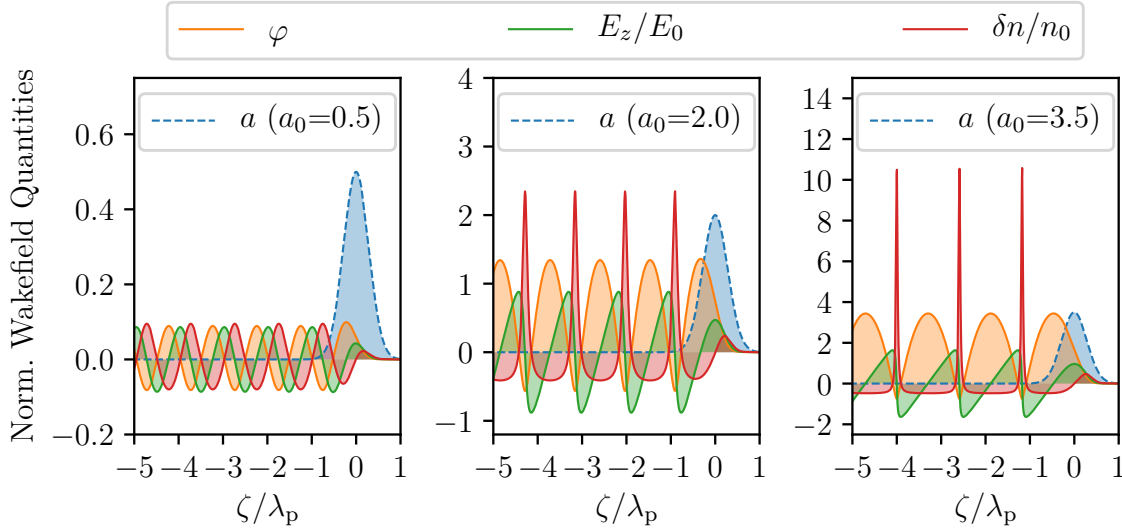 φ E_z/E_0 δn/n_0
Norm. Wakefield Quantities
a (a_0=0.5)
0.6
0.4
0.2
0.0
−0.2
−5 −4 −3 −2 −1 0 1
ζ/λ_p
a (a_0=2.0)
4
3
2
1
0
−1
−5 −4 −3 −2 −1 0 1
ζ/λ_p
a (a_0=3.5)
14
12
10
8
6
4
2
0
−2
−5 −4 −3 −2 −1 0 1
ζ/λ_p